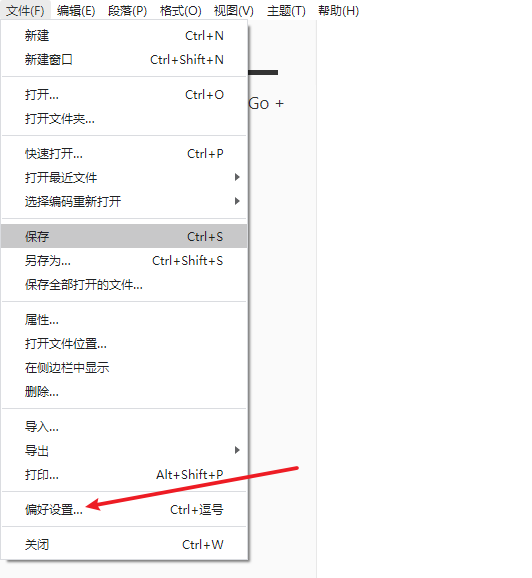 文件(F) 编辑(E) 段落(P) 格式(O) 视图(V) 主题(T) 帮助(H)
新建 Ctrl+N
新建窗口 Ctrl+Shift+N
打开... Ctrl+O
Go +
打开文件夹...
快速打开... Ctrl+P
打开最近文件
选择编码重新打开
保存 Ctrl+S
另存为... Ctrl+Shift+S
保存全部打开的文件...
属性...
打开文件位置...
在侧边栏中显示
删除...
导入...
导出
打印... Alt+Shift+P
偏好设置... Ctrl+逗号
关闭 Ctrl+W